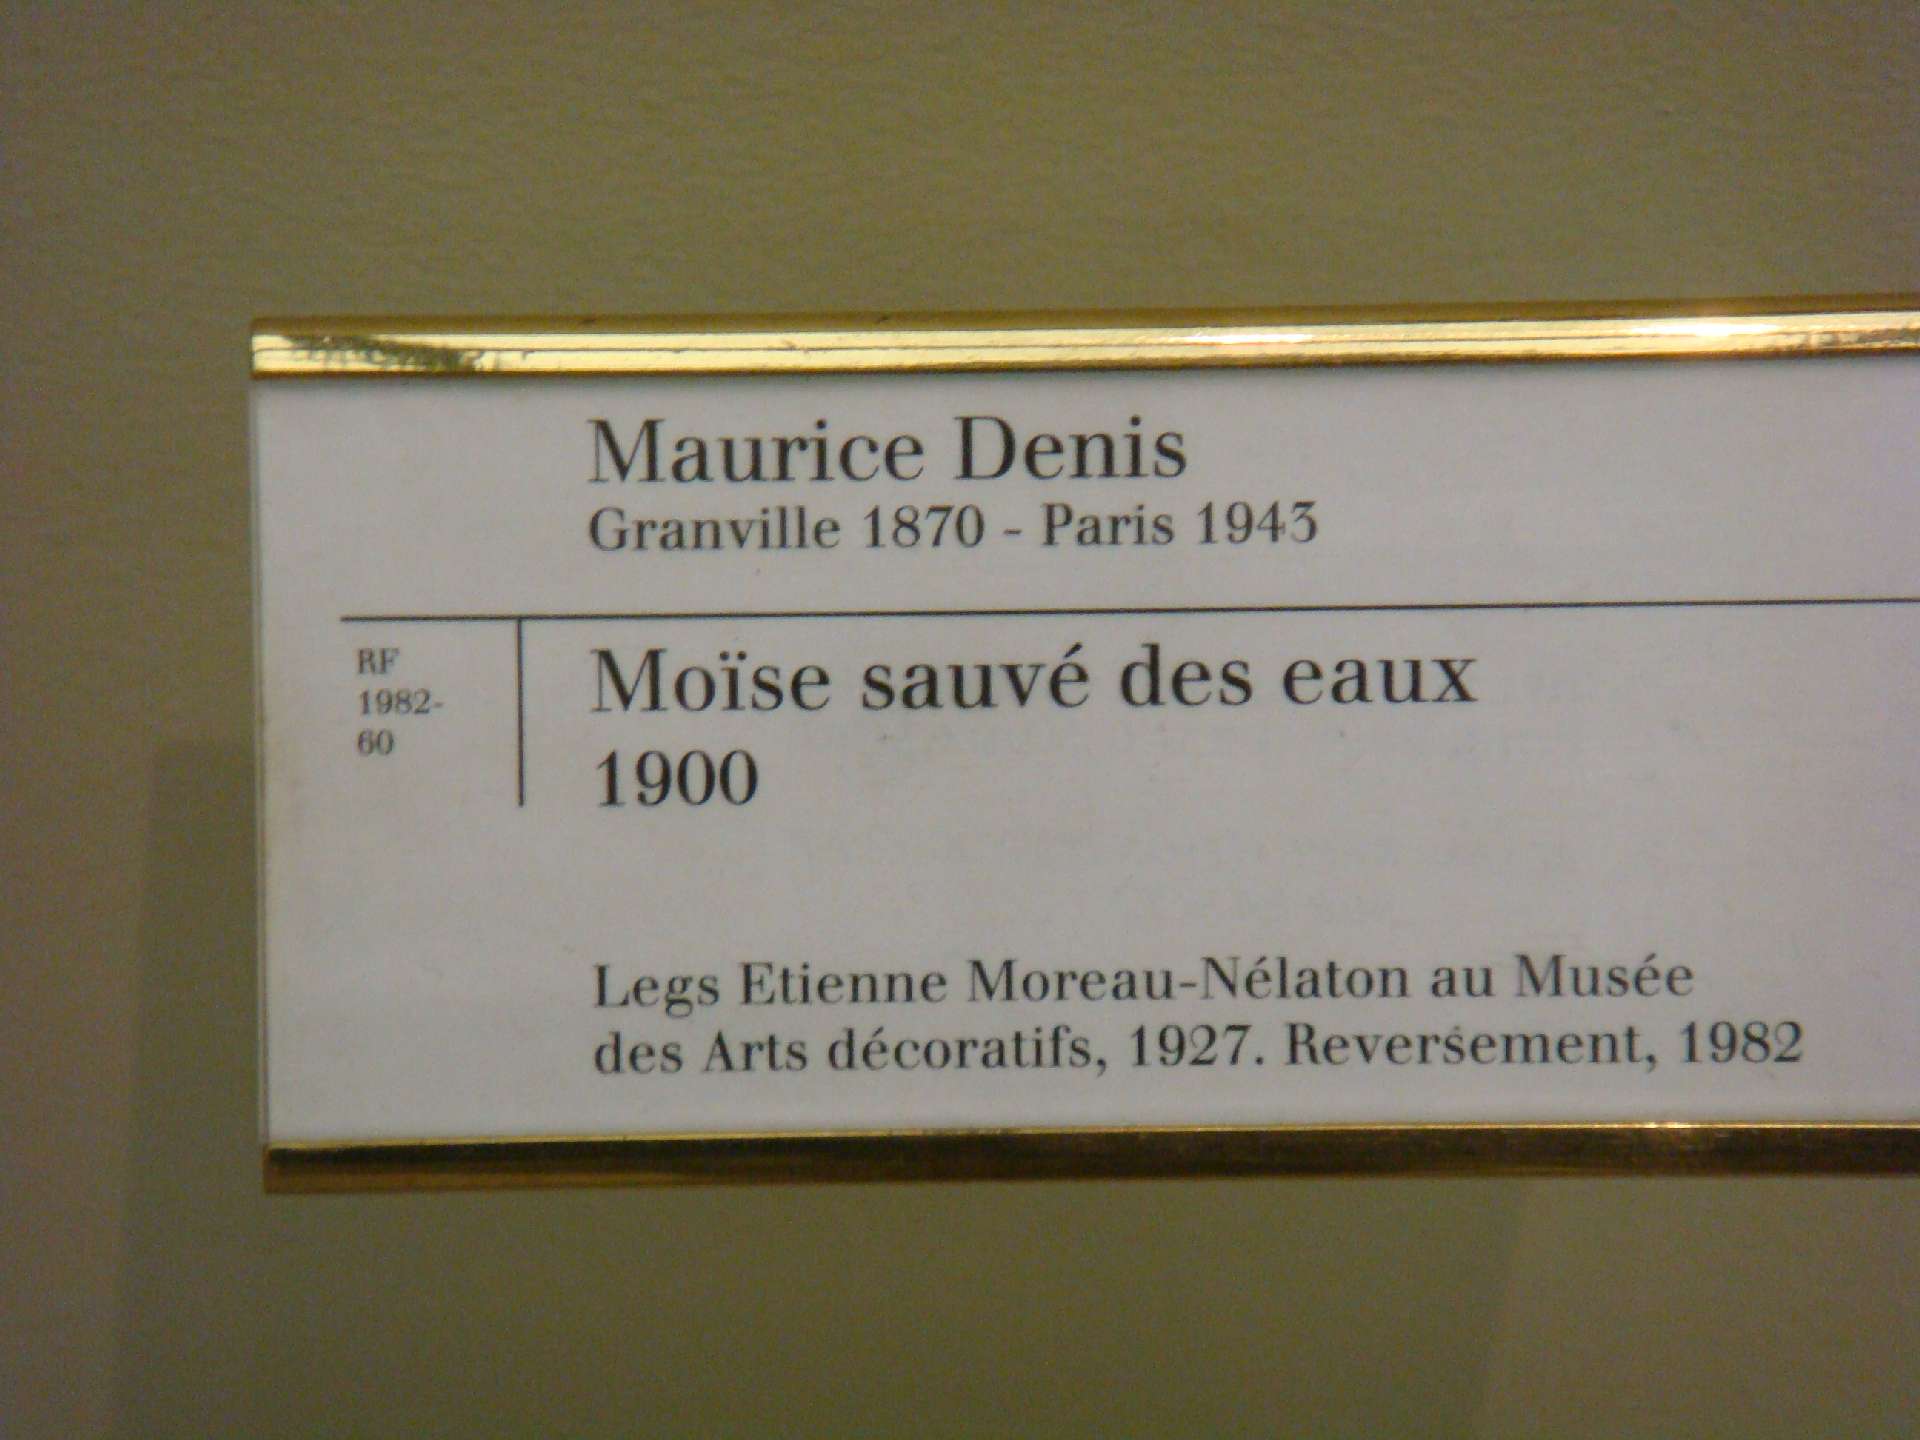 Maurice Denis
Granville 1870 - Paris 1943
RF
1982-
60
Moïse sauvé des eaux
1900
Legs Etienne Moreau-Nélaton au Musée
des Arts décoratifs, 1927. Reversement, 1982